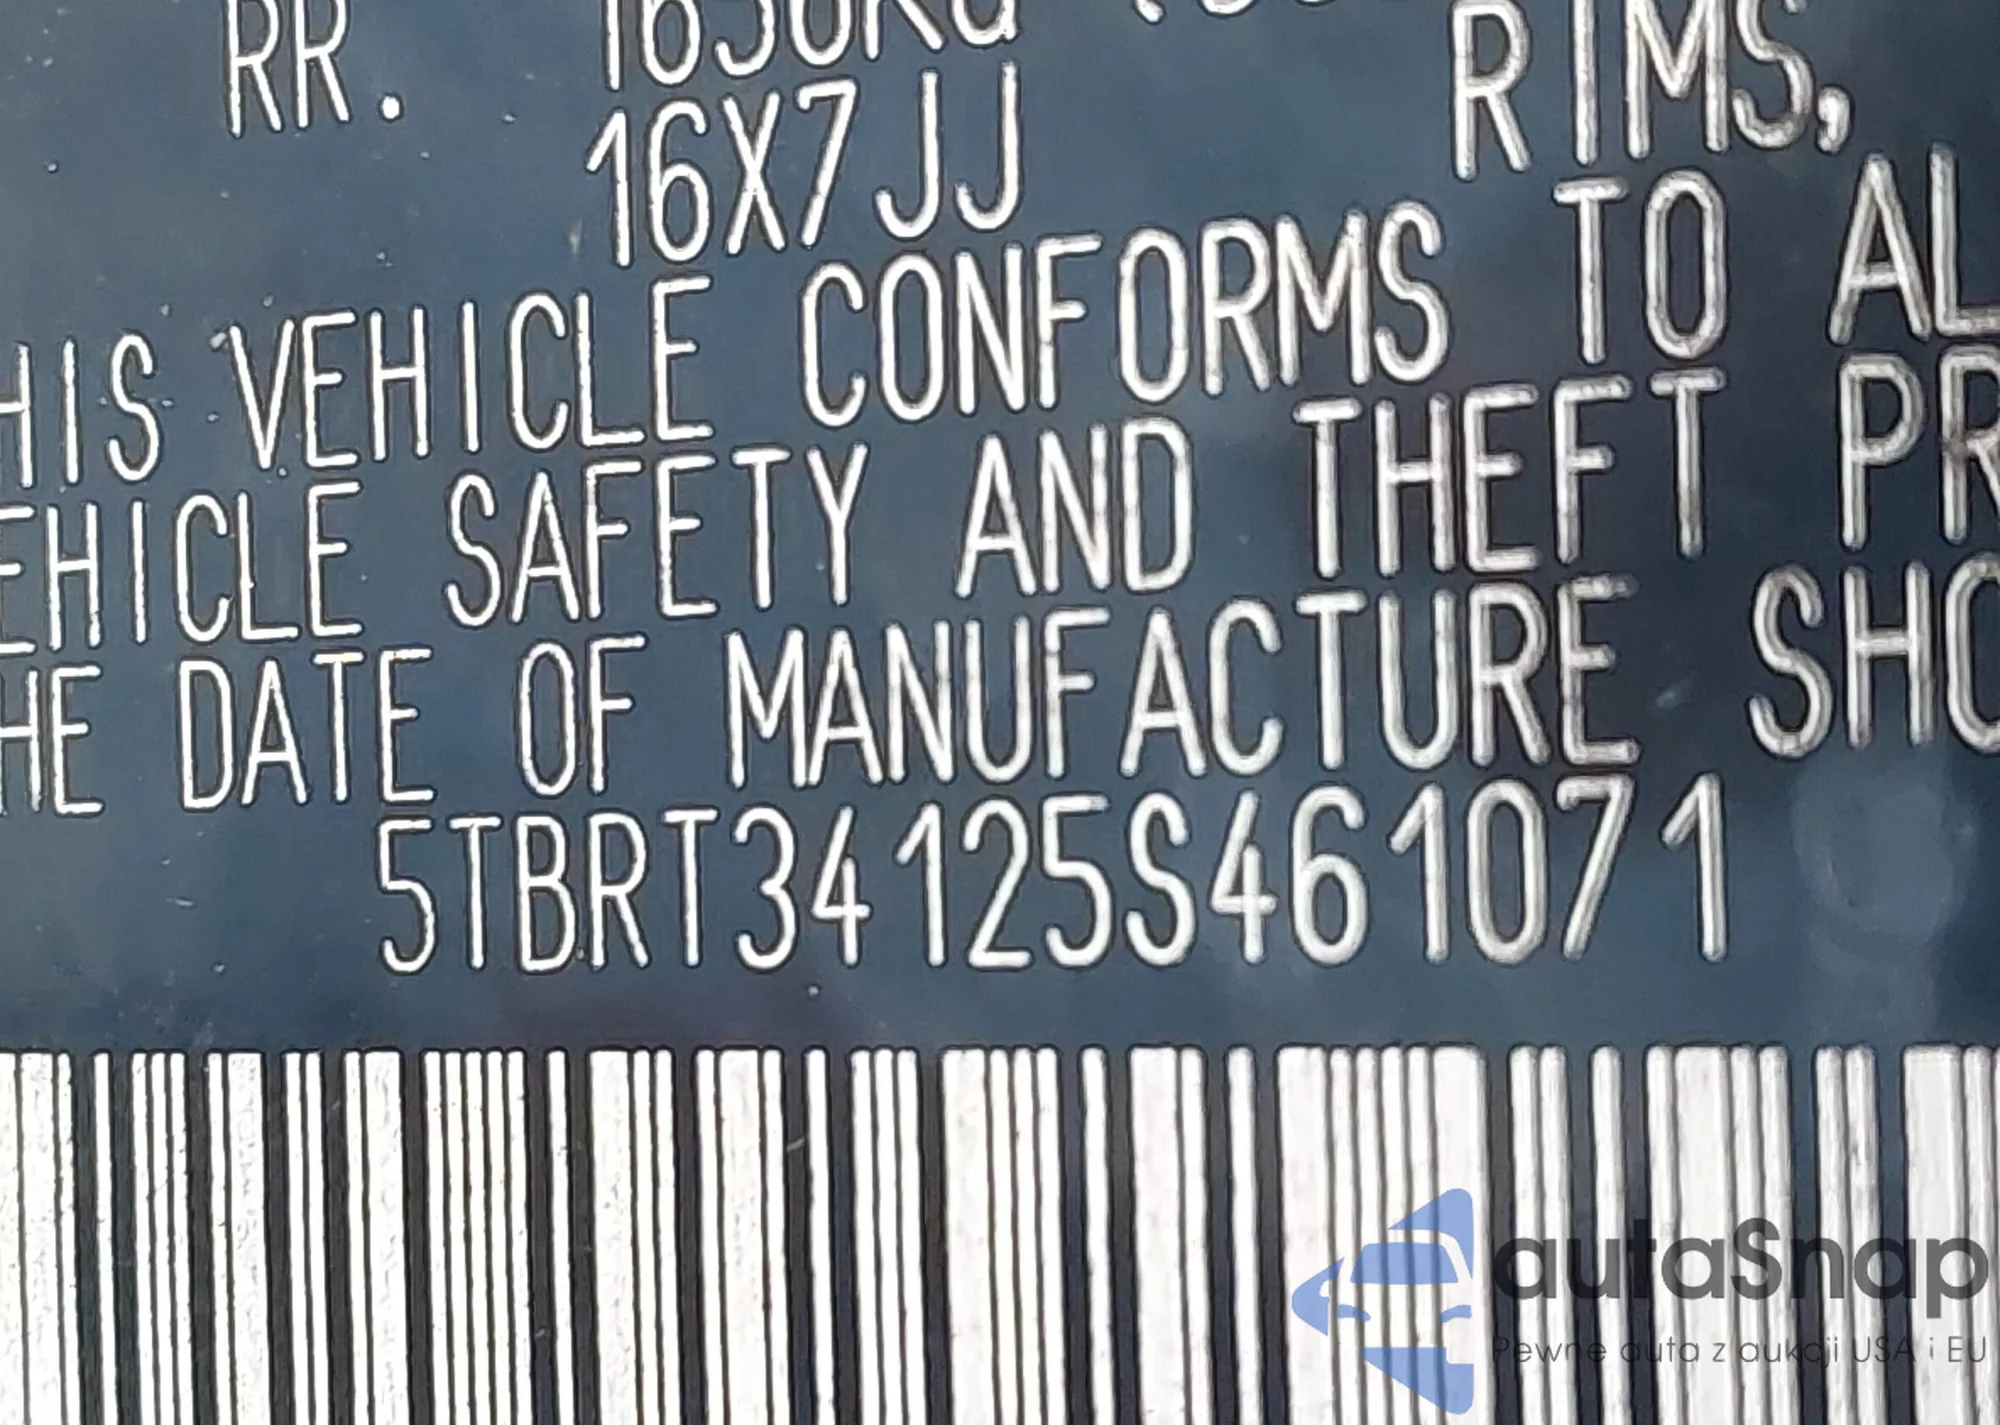 RR.
16X7JJ
RIMS,
HIS VEHICLE CONFORMS TO AL
EHICLE SAFETY AND THEFT PR
HE DATE OF MANUFACTURE SHO
5TBRT34125S461071
autaSnap
Pewne auta z aukcji USA i EU